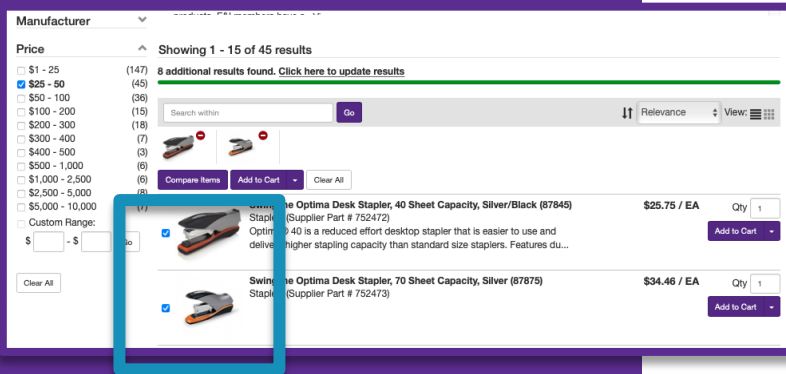 Manufacturer
Price
$1 - 25 (147)
$25 - 50 (45)
$50 - 100 (36)
$100 - 200 (15)
$200 - 300 (18)
$300 - 400 (7)
$400 - 500 (3)
$500 - 1,000 (6)
$1,000 - 2,500 (6)
$2,500 - 5,000 (8)
$5,000 - 10,000 (7)
Custom Range:
$ - $
Clear All
Showing 1 - 15 of 45 results
8 additional results found. Click here to update results
Search within Go Relevance View:
Compare Items Add to Cart Clear All
Optima Desk Stapler, 40 Sheet Capacity, Silver/Black (87845) $25.75 / EA Qty 1
(Supplier Part # 752472) Add to Cart
40 is a reduced effort desktop stapler that is easier to use and
higher stapling capacity than standard size staplers. Features du...
Optima Desk Stapler, 70 Sheet Capacity, Silver (87875) $34.46 / EA Qty 1
(Supplier Part # 752473)
Add to Cart